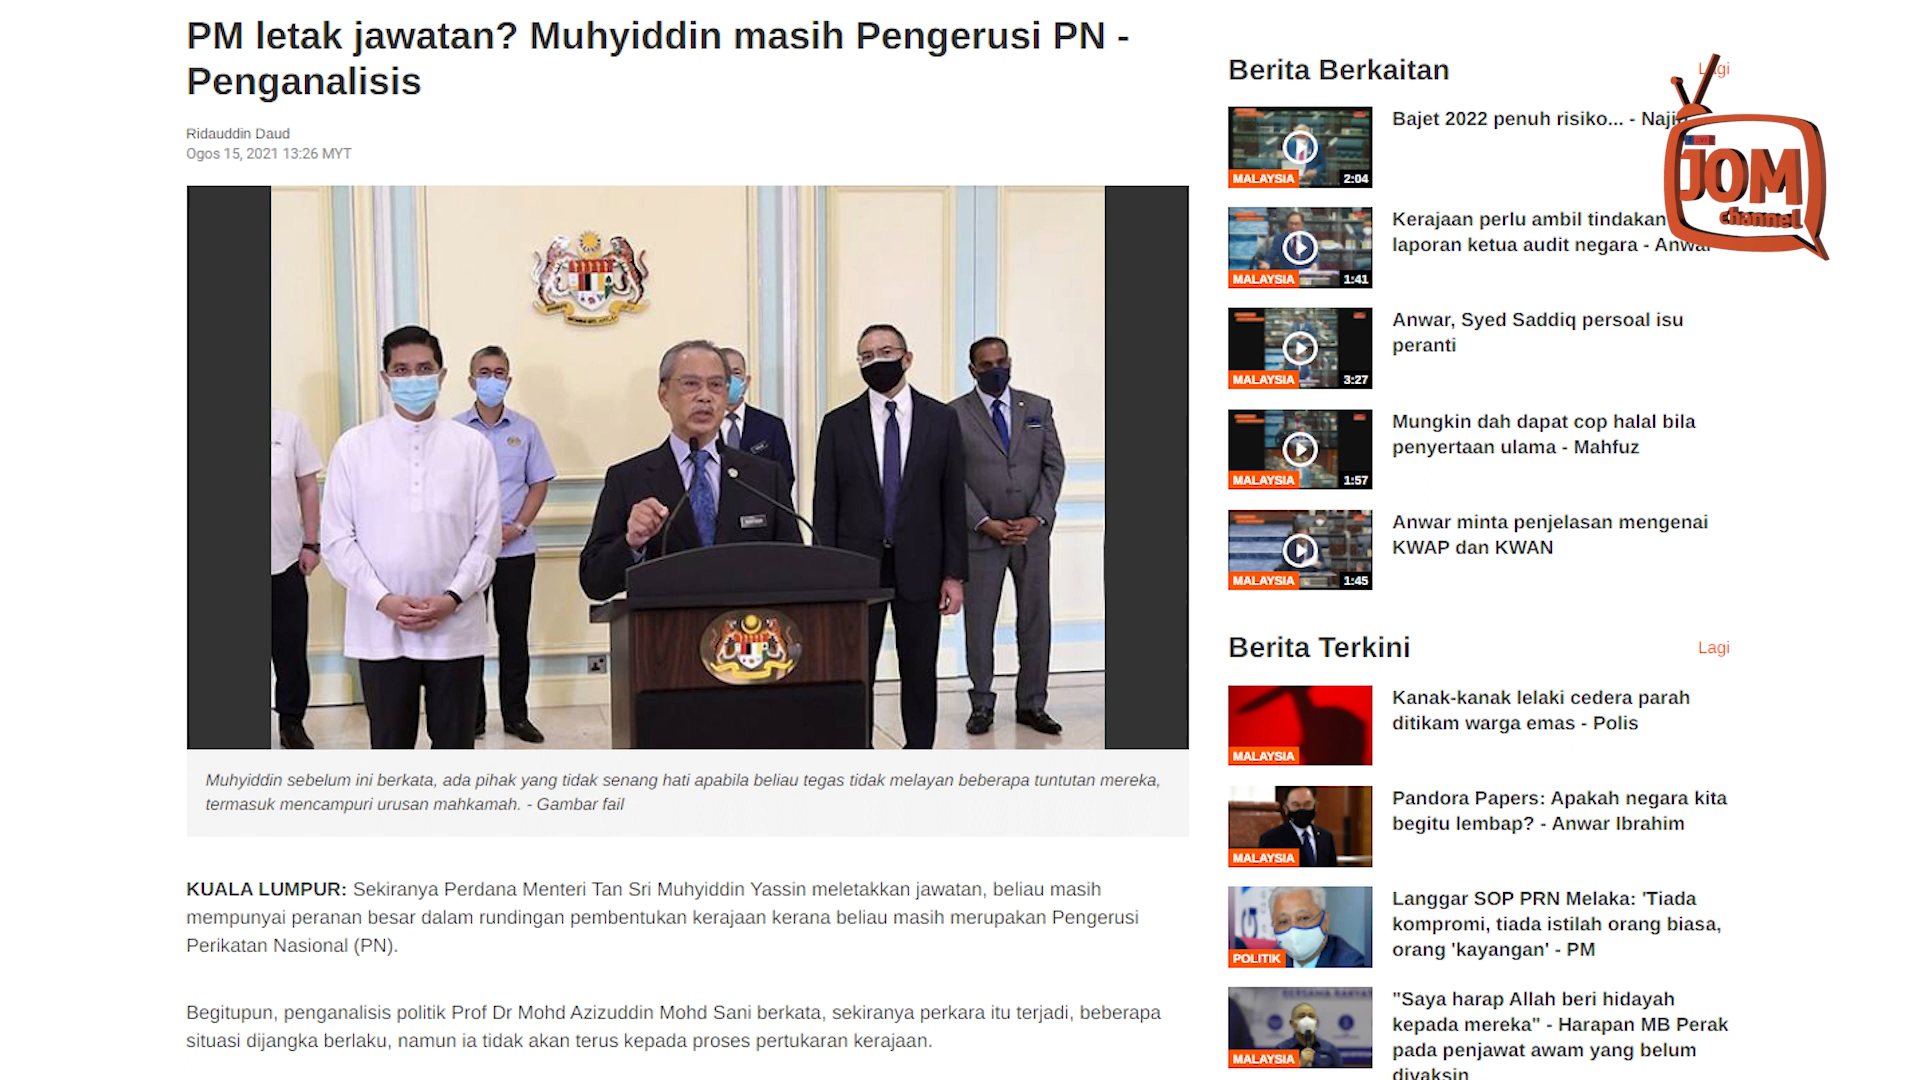 PM letak jawatan? Muhyiddin masih Pengerusi PN -
Penganalisis
Ridauddin Daud
Ogos 15, 2021 13:26 MYT
Muhyiddin sebelum ini berkata, ada pihak yang tidak senang hati apabila beliau tegas tidak melayan beberapa tuntutan mereka,
termasuk mencampuri urusan mahkamah. - Gambar fail
KUALA LUMPUR: Sekiranya Perdana Menteri Tan Sri Muhyiddin Yassin meletakkan jawatan, beliau masih
mempunyai peranan besar dalam rundingan pembentukan kerajaan kerana beliau masih merupakan Pengerusi
Perikatan Nasional (PN).
Begitupun, penganalisis politik Prof Dr Mohd Azizuddin Mohd Sani berkata, sekiranya perkara itu terjadi, beberapa
situasi dijangka berlaku, namun ia tidak akan terus kepada proses pertukaran kerajaan.
Berita Berkaitan
Lagi
JOM
channel
MALAYSIA 2:04
Bajet 2022 penuh risiko... - Najib
MALAYSIA 1:41
Kerajaan perlu ambil tindakan
laporan ketua audit negara - Anwar
MALAYSIA 3:27
Anwar, Syed Saddiq persoal isu
peranti
MALAYSIA 1:57
Mungkin dah dapat cop halal bila
penyertaan ulama - Mahfuz
MALAYSIA 1:45
Anwar minta penjelasan mengenai
KWAP dan KWAN
Berita Terkini
Lagi
MALAYSIA
Kanak-kanak lelaki cedera parah
ditikam warga emas - Polis
MALAYSIA
Pandora Papers: Apakah negara kita
begitu lembap? - Anwar Ibrahim
POLITIK
Langgar SOP PRN Melaka: 'Tiada
kompromi, tiada istilah orang biasa,
orang 'kayangan' - PM
MALAYSIA
"Saya harap Allah beri hidayah
kepada mereka" - Harapan MB Perak
pada penjawat awam yang belum
divaksin